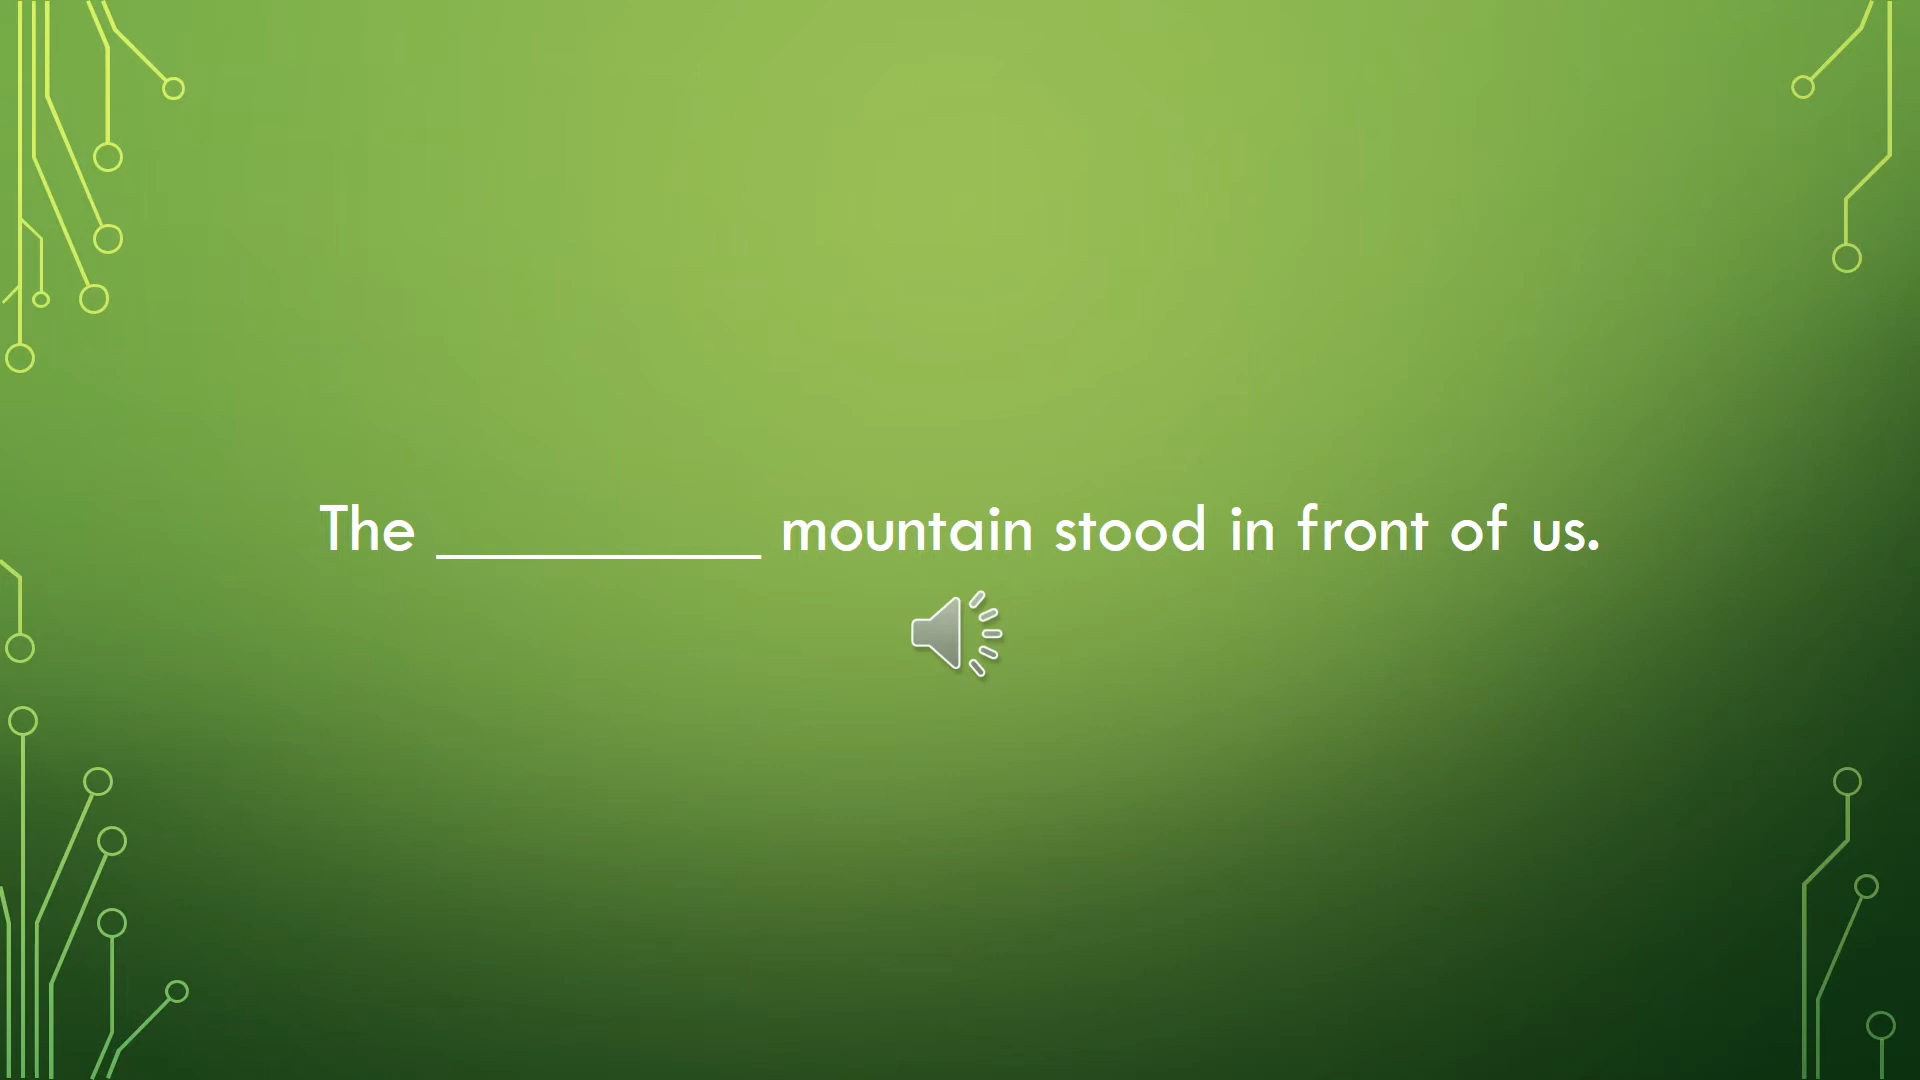 The __________ mountain stood in front of us.